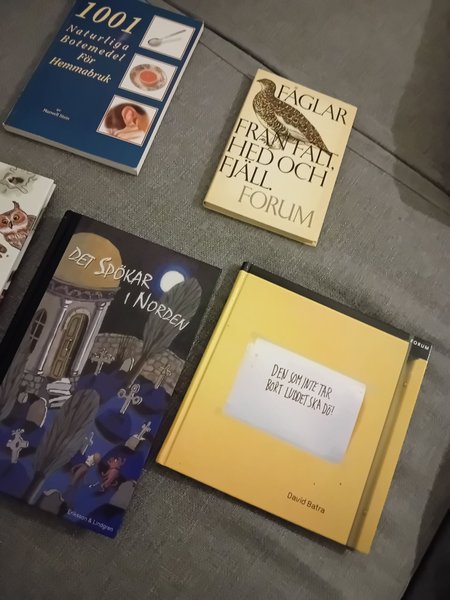 1001
Naturliga
Botemedel
För
Hemmabruk
av
FÅGLAR
FRÅN FÄLT,
HED OCH
FJÄLL.
FORUM
DET SPÖKAR
I NORDEN
Eriksson & Lindgren
FORUM
DEN SOM INTE TAR
BORT LUDDET SKA DÖ!
David Batra